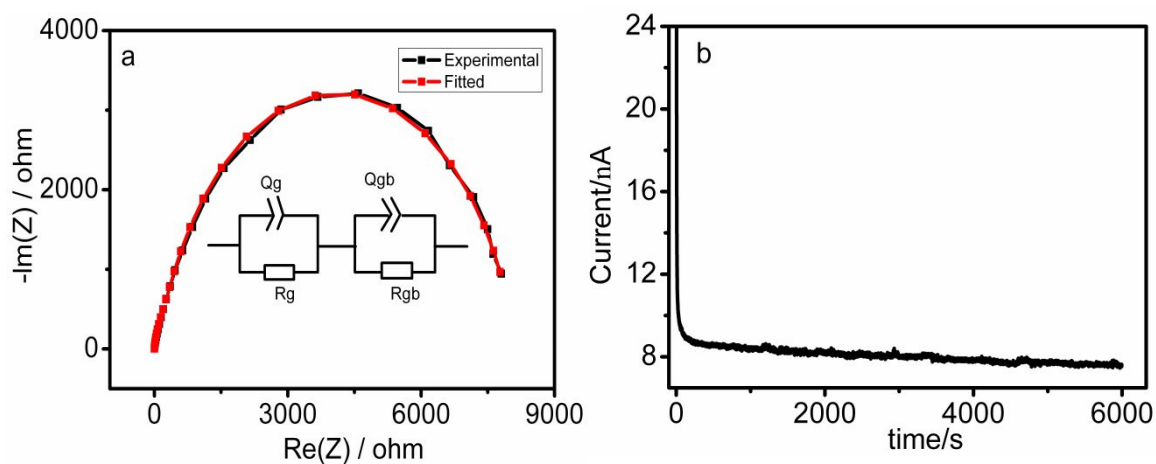 a
4000
2000
0
-Im(Z) / ohm
Experimental
Fitted
Qg
Qgb
Rg
Rgb
0 3000 6000 9000
Re(Z) / ohm
b
24
20
16
12
8
Current/nA
0 2000 4000 6000
time/s